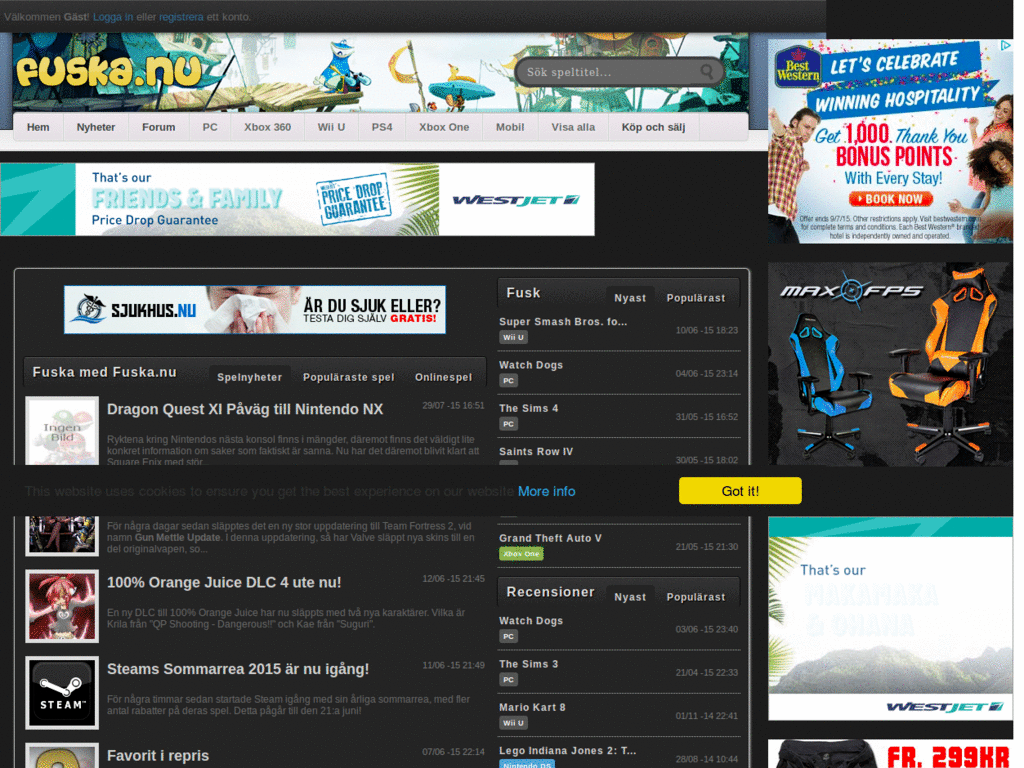 Välkommen Gäst! Logga in eller registrera ett konto.
FUSKA.NU
Sök speltitel...
Hem Nyheter Forum PC Xbox 360 Wii U PS4 Xbox One Mobil Visa alla Köp och sälj
That's our
FRIENDS & FAMILY
Price Drop Guarantee
PRICE DROP
GUARANTEE
WESTJET
Best Western
LET'S CELEBRATE
WINNING HOSPITALITY
Get 1,000 Thank You
BONUS POINTS
With Every Stay!
BOOK NOW
Offer ends 9/7/15. Other restrictions apply. Visit bestwestern.com
for complete terms and conditions. Each Best Western® branded
hotel is independently owned and operated.
SJUKHUS.NU
ÄR DU SJUK ELLER?
TESTA DIG SJÄLV GRATIS!
Fuska med Fuska.nu Spelnyheter Populäraste spel Onlinespel
Ingen
Bild
Dragon Quest XI Påväg till Nintendo NX 29/07 -15 16:51
Ryktena kring Nintendos nästa konsol finns i mängder, däremot finns det väldigt lite
konkret information om saker som faktiskt är sanna. Nu har det däremot blivit klart att
Square Enix med stör...
För några dagar sedan släpptes det en ny stor uppdatering till Team Fortress 2, vid
namn Gun Mettle Update. I denna uppdatering, så har Valve släppt nya skins till en
del originalvapen, so...
100% Orange Juice DLC 4 ute nu! 12/06 -15 21:45
En ny DLC till 100% Orange Juice har nu släppts med två nya karaktärer. Vilka är
Krila från "QP Shooting - Dangerous!!" och Kae från "Suguri".
STEAM™
Steams Sommarrea 2015 är nu igång! 11/06 -15 21:49
För några timmar sedan startade Steam igång med sin årliga sommarrea, med fler
antal rabatter på deras spel. Detta pågår till den 21:a juni!
Favorit i repris 07/06 -15 22:14
Fusk Nyast Populärast
Super Smash Bros. fo... 10/06 -15 18:23
Wii U
Watch Dogs 04/06 -15 23:14
PC
The Sims 4 31/05 -15 16:52
PC
Saints Row IV 30/05 -15 18:02
Grand Theft Auto V 21/05 -15 21:30
Xbox One
Recensioner Nyast Populärast
Watch Dogs 03/06 -15 23:40
PC
The Sims 3 21/04 -15 22:33
PC
Mario Kart 8 01/11 -14 22:41
Wii U
Lego Indiana Jones 2: T... 28/08 -14 10:44
Nintendo DS
This website uses cookies to ensure you get the best experience on our website More info Got it!
MAX FPS
That's our
MAKAMAKA
& OHANA
WESTJET
FR. 299KR